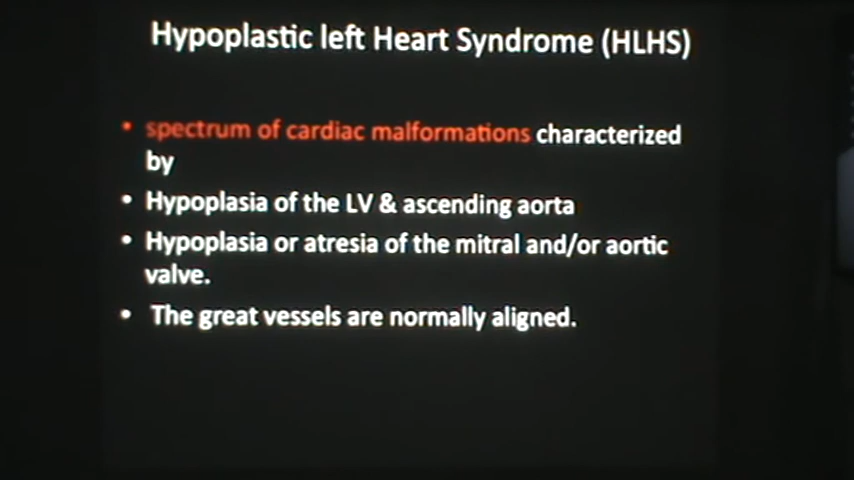 Hypoplastic left Heart Syndrome (HLHS)
• spectrum of cardiac malformations characterized
by
• Hypoplasia of the LV & ascending aorta
• Hypoplasia or atresia of the mitral and/or aortic
valve.
• The great vessels are normally aligned.